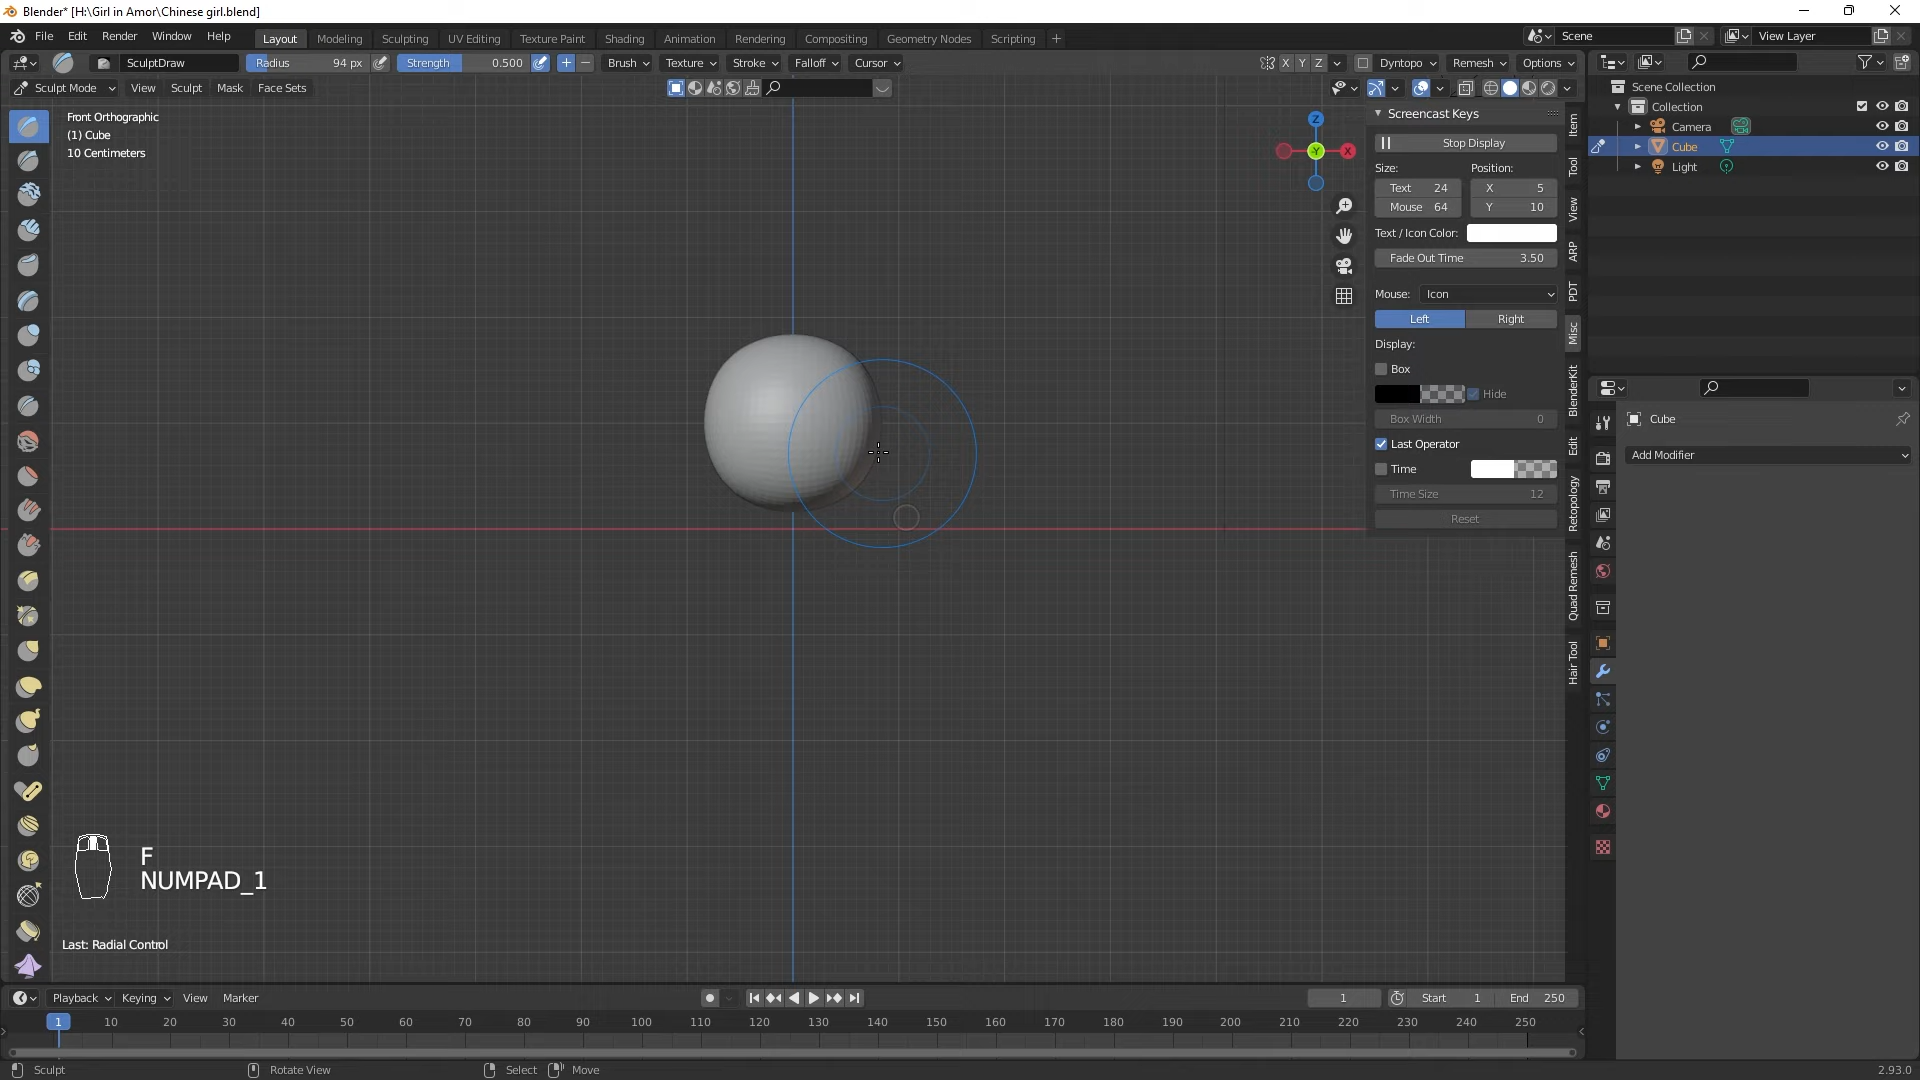 Blender* [H:\Girl in Amor\Chinese girl.blend]
File Edit Render Window Help Layout Modeling Sculpting UV Editing Texture Paint Shading Animation Rendering Compositing Geometry Nodes Scripting + Scene View Layer
SculptDraw Radius 94 px Strength 0.500 + − Brush Texture Stroke Falloff Cursor X Y Z Dyntopo Remesh Options
Sculpt Mode View Sculpt Mask Face Sets
Scene Collection
Collection
Camera
Cube
Light
Front Orthographic
(1) Cube
10 Centimeters
Z
Y
X
Screencast Keys
Stop Display
Size: Position:
Text 24 X 5
Mouse 64 Y 10
Text / Icon Color:
Fade Out Time 3.50
Mouse: Icon
Left Right
Display:
Box
Hide
Box Width 0
Last Operator
Time
Time Size 12
Reset
Item
Tool
View
ARP
PDT
Misc
BlenderKit
Edit
Retopology
Quad Remesh
Hair Tool
Cube
Add Modifier
F
NUMPAD_1
Last: Radial Control
Playback Keying View Marker 1 Start 1 End 250
1 10 20 30 40 50 60 70 80 90 100 110 120 130 140 150 160 170 180 190 200 210 220 230 240 250
Sculpt Rotate View Select Move 2.93.0